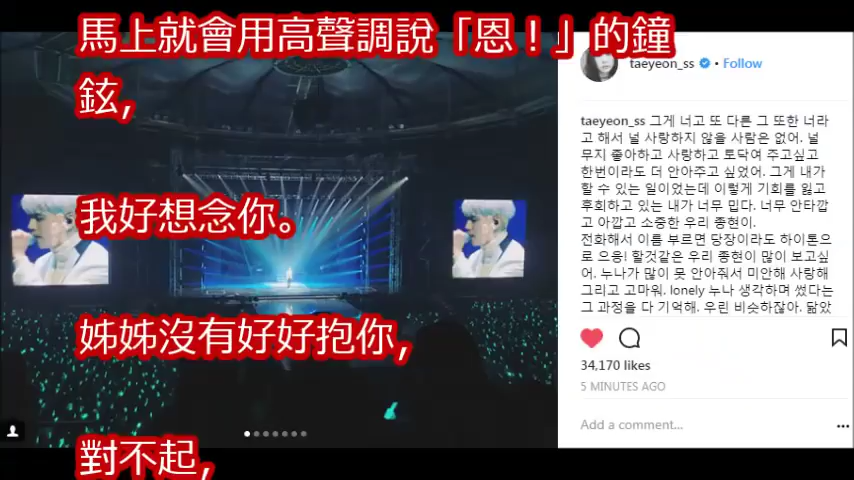 馬上就會用高聲調說「恩！」的鐘
鉉,
我好想念你。
姊姊沒有好好抱你,
對不起,
taeyeon_ss • Follow
taeyeon_ss 그게 너고 또 다른 그 또한 너라
고 해서 널 사랑하지 않을 사람은 없어. 널
무지 좋아하고 사랑하고 토닥여 주고싶고
한번이라도 더 안아주고 싶었어. 그게 내가
할 수 있는 일이었는데 이렇게 기회를 잃고
후회하고 있는 내가 너무 밉다. 너무 안타깝
고 아깝고 소중한 우리 종현이.
전화해서 이름 부르면 당장이라도 하이톤으
로 으응! 할것같은 우리 종현이 많이 보고싶
어. 누나가 많이 못 안아줘서 미안해 사랑해
그리고 고마워. lonely 누나 생각하며 썼다는
그 과정을 다 기억해. 우린 비슷하잖아. 닮았
34,170 likes
5 MINUTES AGO
Add a comment...